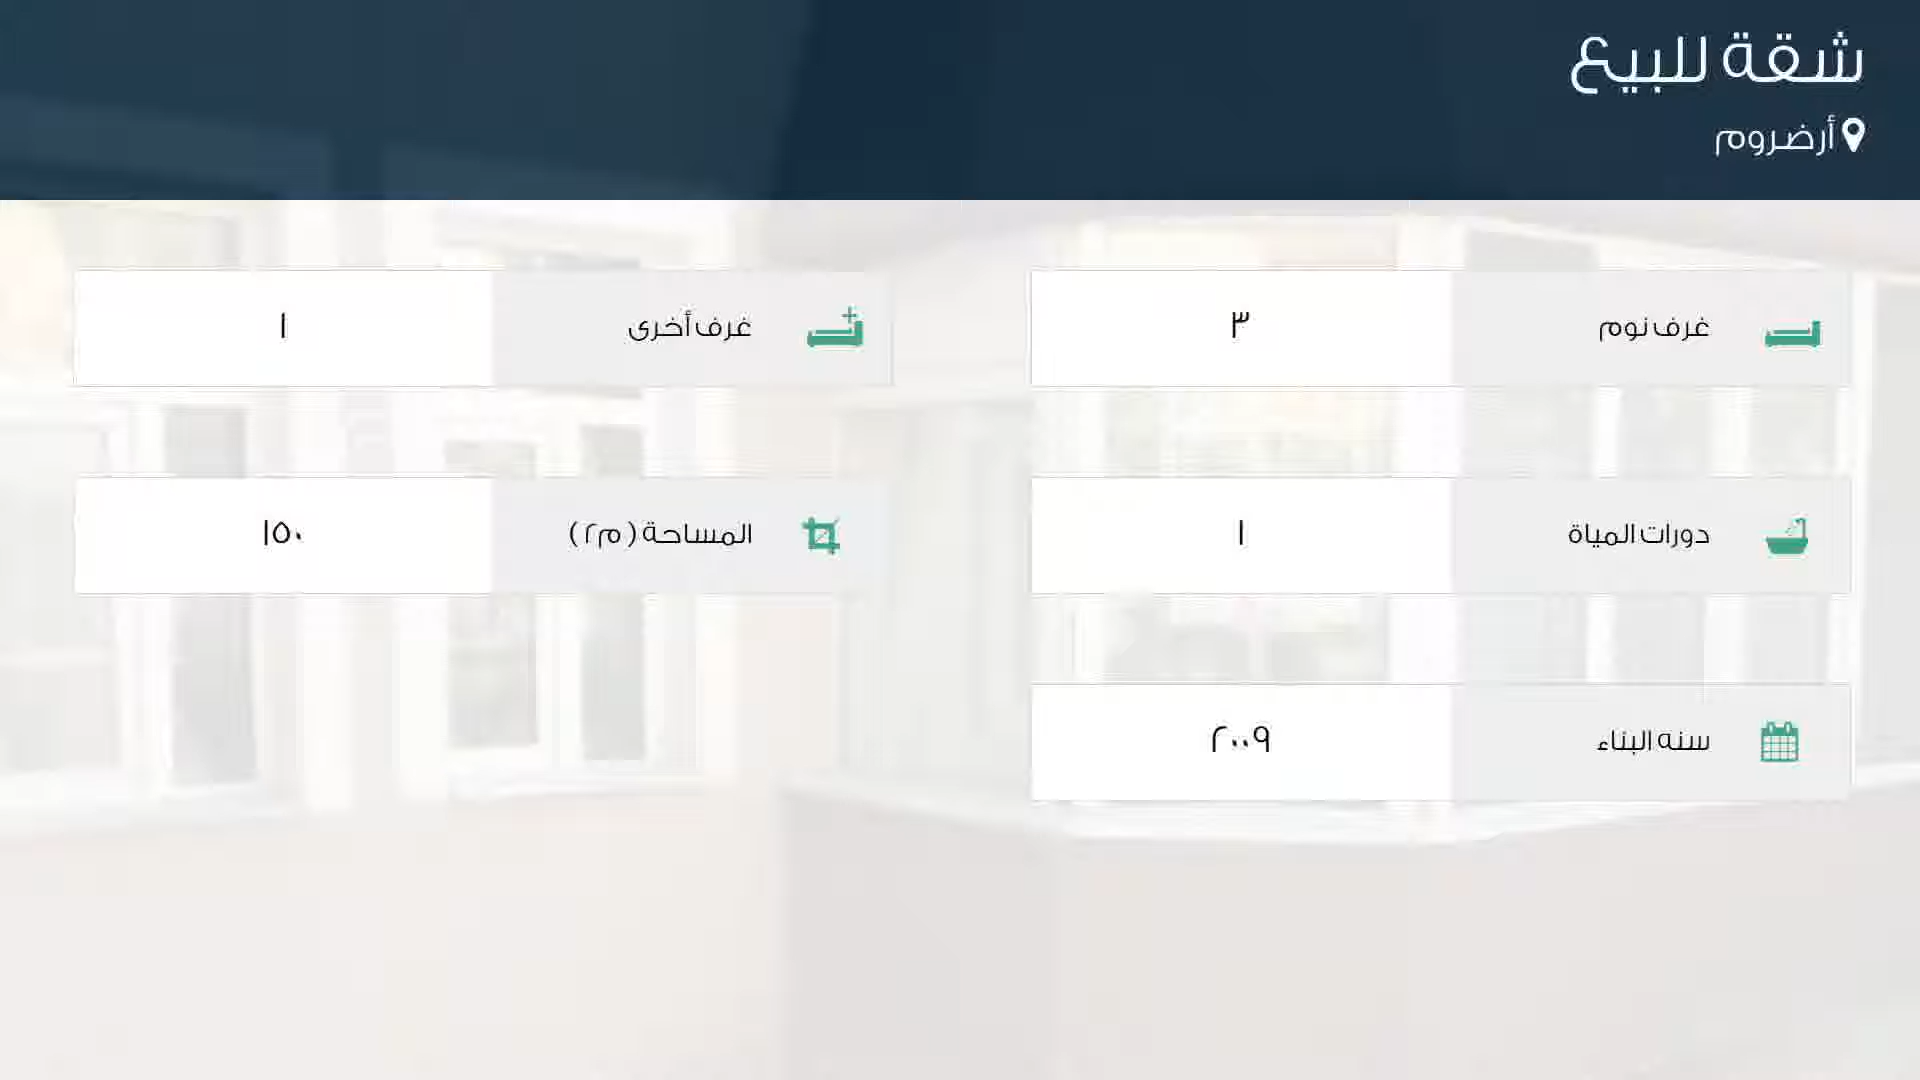 شقة للبيع
أرضروم
غرف نوم ٣
غرف أخرى ١
دورات المياة ١
المساحة (م٢) ١٥٠
سنه البناء ٢٠٠٩